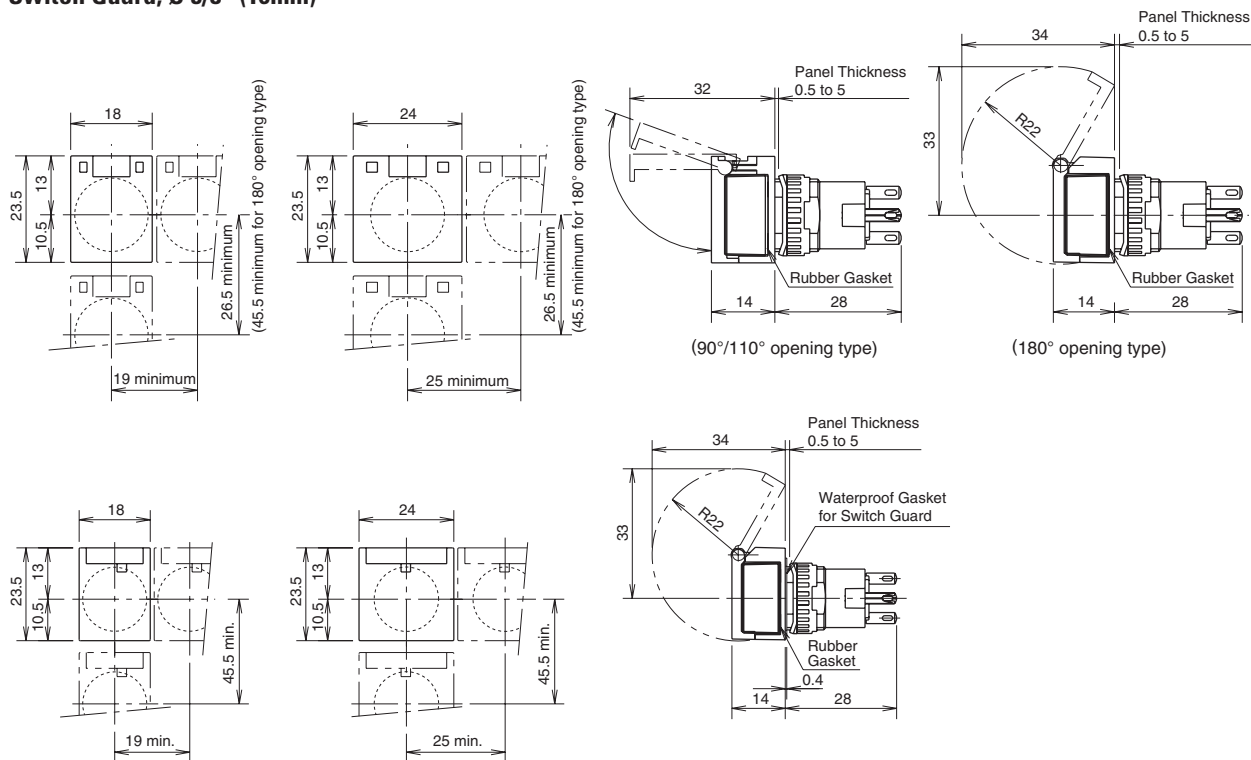 Switch Guard, Ø 5/8" (16mm)
18
23.5
13
10.5
26.5 minimum
(45.5 minimum for 180° opening type)
19 minimum
24
23.5
13
10.5
26.5 minimum
(45.5 minimum for 180° opening type)
25 minimum
32
Panel Thickness
0.5 to 5
Rubber Gasket
14
28
(90°/110° opening type)
34
Panel Thickness
0.5 to 5
33
R22
Rubber Gasket
14
28
(180° opening type)
18
23.5
13
10.5
45.5 min.
19 min.
24
23.5
13
10.5
45.5 min.
25 min.
34
Panel Thickness
0.5 to 5
33
R22
Waterproof Gasket
for Switch Guard
Rubber
Gasket
0.4
14
28